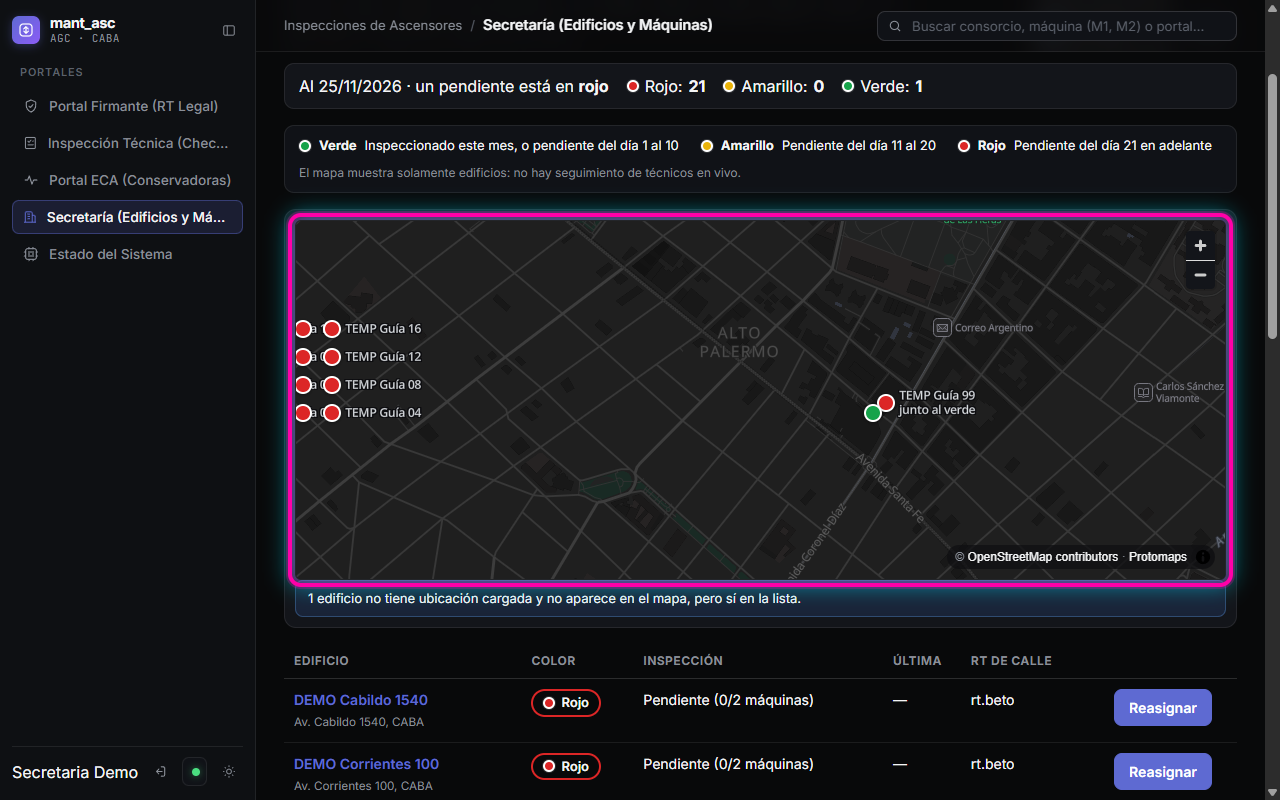 mant_asc
AGC · CABA
PORTALES
Portal Firmante (RT Legal)
Inspección Técnica (Chec...
Portal ECA (Conservadoras)
Secretaría (Edificios y Má...
Estado del Sistema
Secretaria Demo
Inspecciones de Ascensores / Secretaría (Edificios y Máquinas)
Buscar consorcio, máquina (M1, M2) o portal...
Al 25/11/2026 · un pendiente está en rojo Rojo: 21 Amarillo: 0 Verde: 1
Verde Inspeccionado este mes, o pendiente del día 1 al 10 Amarillo Pendiente del día 11 al 20 Rojo Pendiente del día 21 en adelante
El mapa muestra solamente edificios: no hay seguimiento de técnicos en vivo.
+
−
TEMP Guía 16
TEMP Guía 12
TEMP Guía 08
TEMP Guía 04
ALTO
PALERMO
Correo Argentino
Carlos Sánchez
Viamonte
TEMP Guía 99
junto al verde
Avenida Santa Fe
Coronel Díaz
© OpenStreetMap contributors · Protomaps
1 edificio no tiene ubicación cargada y no aparece en el mapa, pero sí en la lista.
EDIFICIO COLOR INSPECCIÓN ÚLTIMA RT DE CALLE
DEMO Cabildo 1540 Rojo Pendiente (0/2 máquinas) — rt.beto Reasignar
Av. Cabildo 1540, CABA
DEMO Corrientes 100 Rojo Pendiente (0/2 máquinas) — rt.beto Reasignar
Av. Corrientes 100, CABA